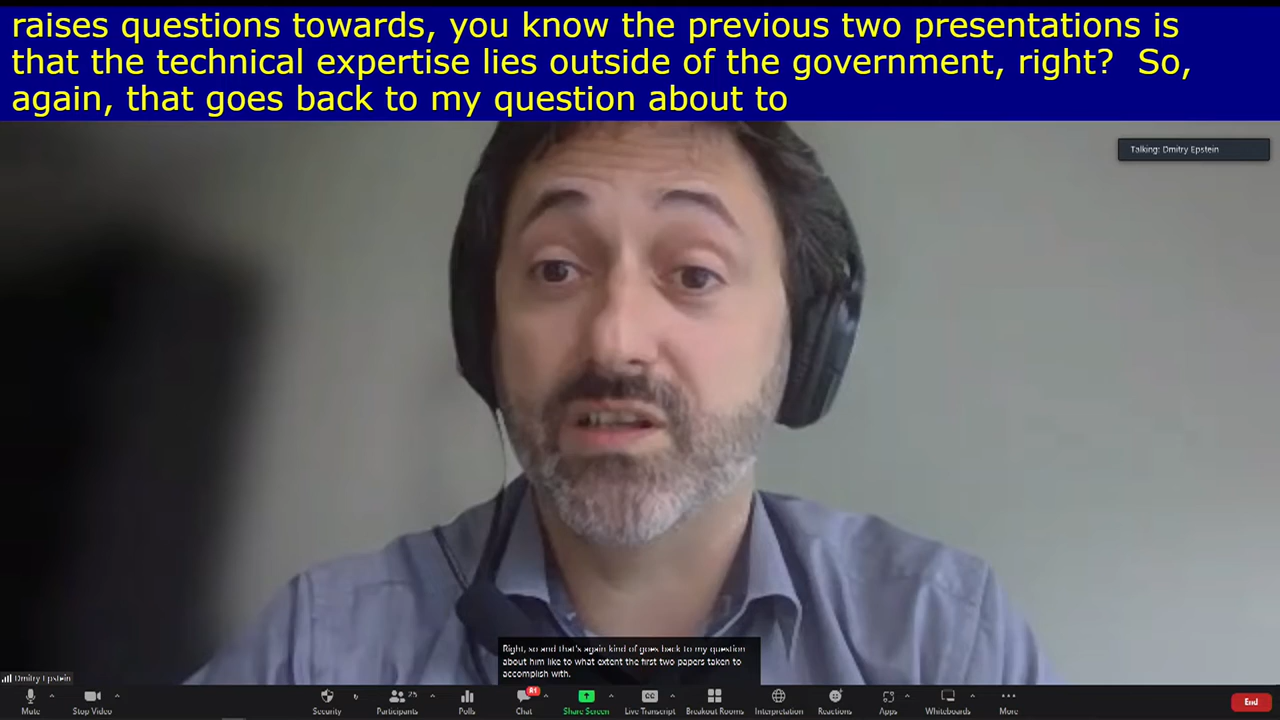 raises questions towards, you know the previous two presentations is
that the technical expertise lies outside of the government, right?  So,
again, that goes back to my question about to
Talking: Dmitry Epstein
Right, so and that's again kind of goes back to my question
about him like to what extent the first two papers taken to
accomplish with.
Dmitry Epstein
Mute
Stop Video
Security
Participants
25
Polls
Chat
81
Share Screen
Live Transcript
Breakout Rooms
Interpretation
Reactions
Apps
Whiteboards
More
End